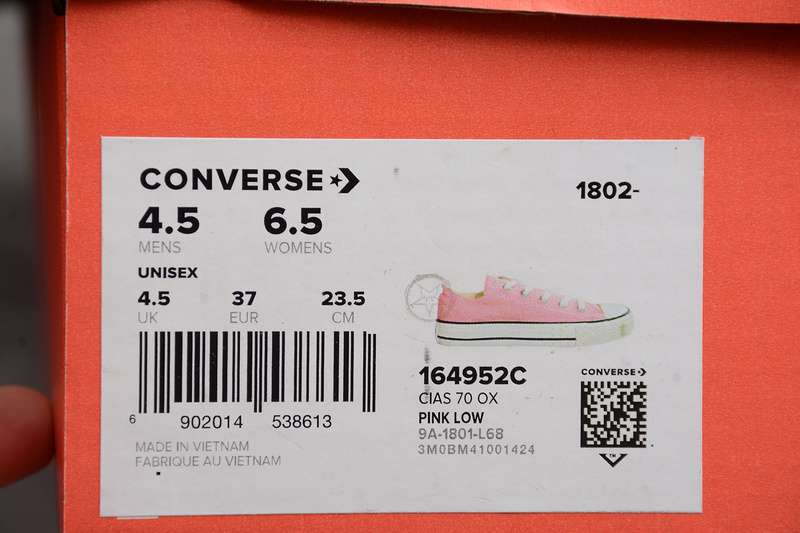 CONVERSE
1802-
4.5 6.5
MENS WOMENS
UNISEX
4.5 37 23.5
UK EUR CM
6 902014 538613
MADE IN VIETNAM
FABRIQUE AU VIETNAM
164952C
CIAS 70 OX
PINK LOW
9A-1801-L68
3M0BM41001424
CONVERSE